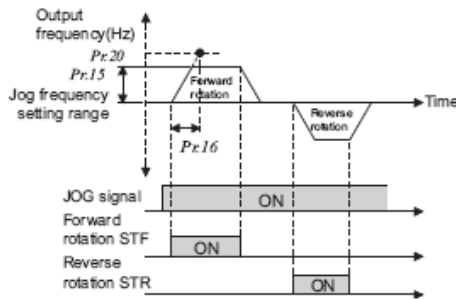 Output
frequency(Hz)
Pr.20
Pr.15
Forward
rotation
Jog frequency
setting range
Time
Reverse
rotation
Pr.16
JOG signal
ON
Forward
rotation STF
ON
Reverse
rotation STR
ON